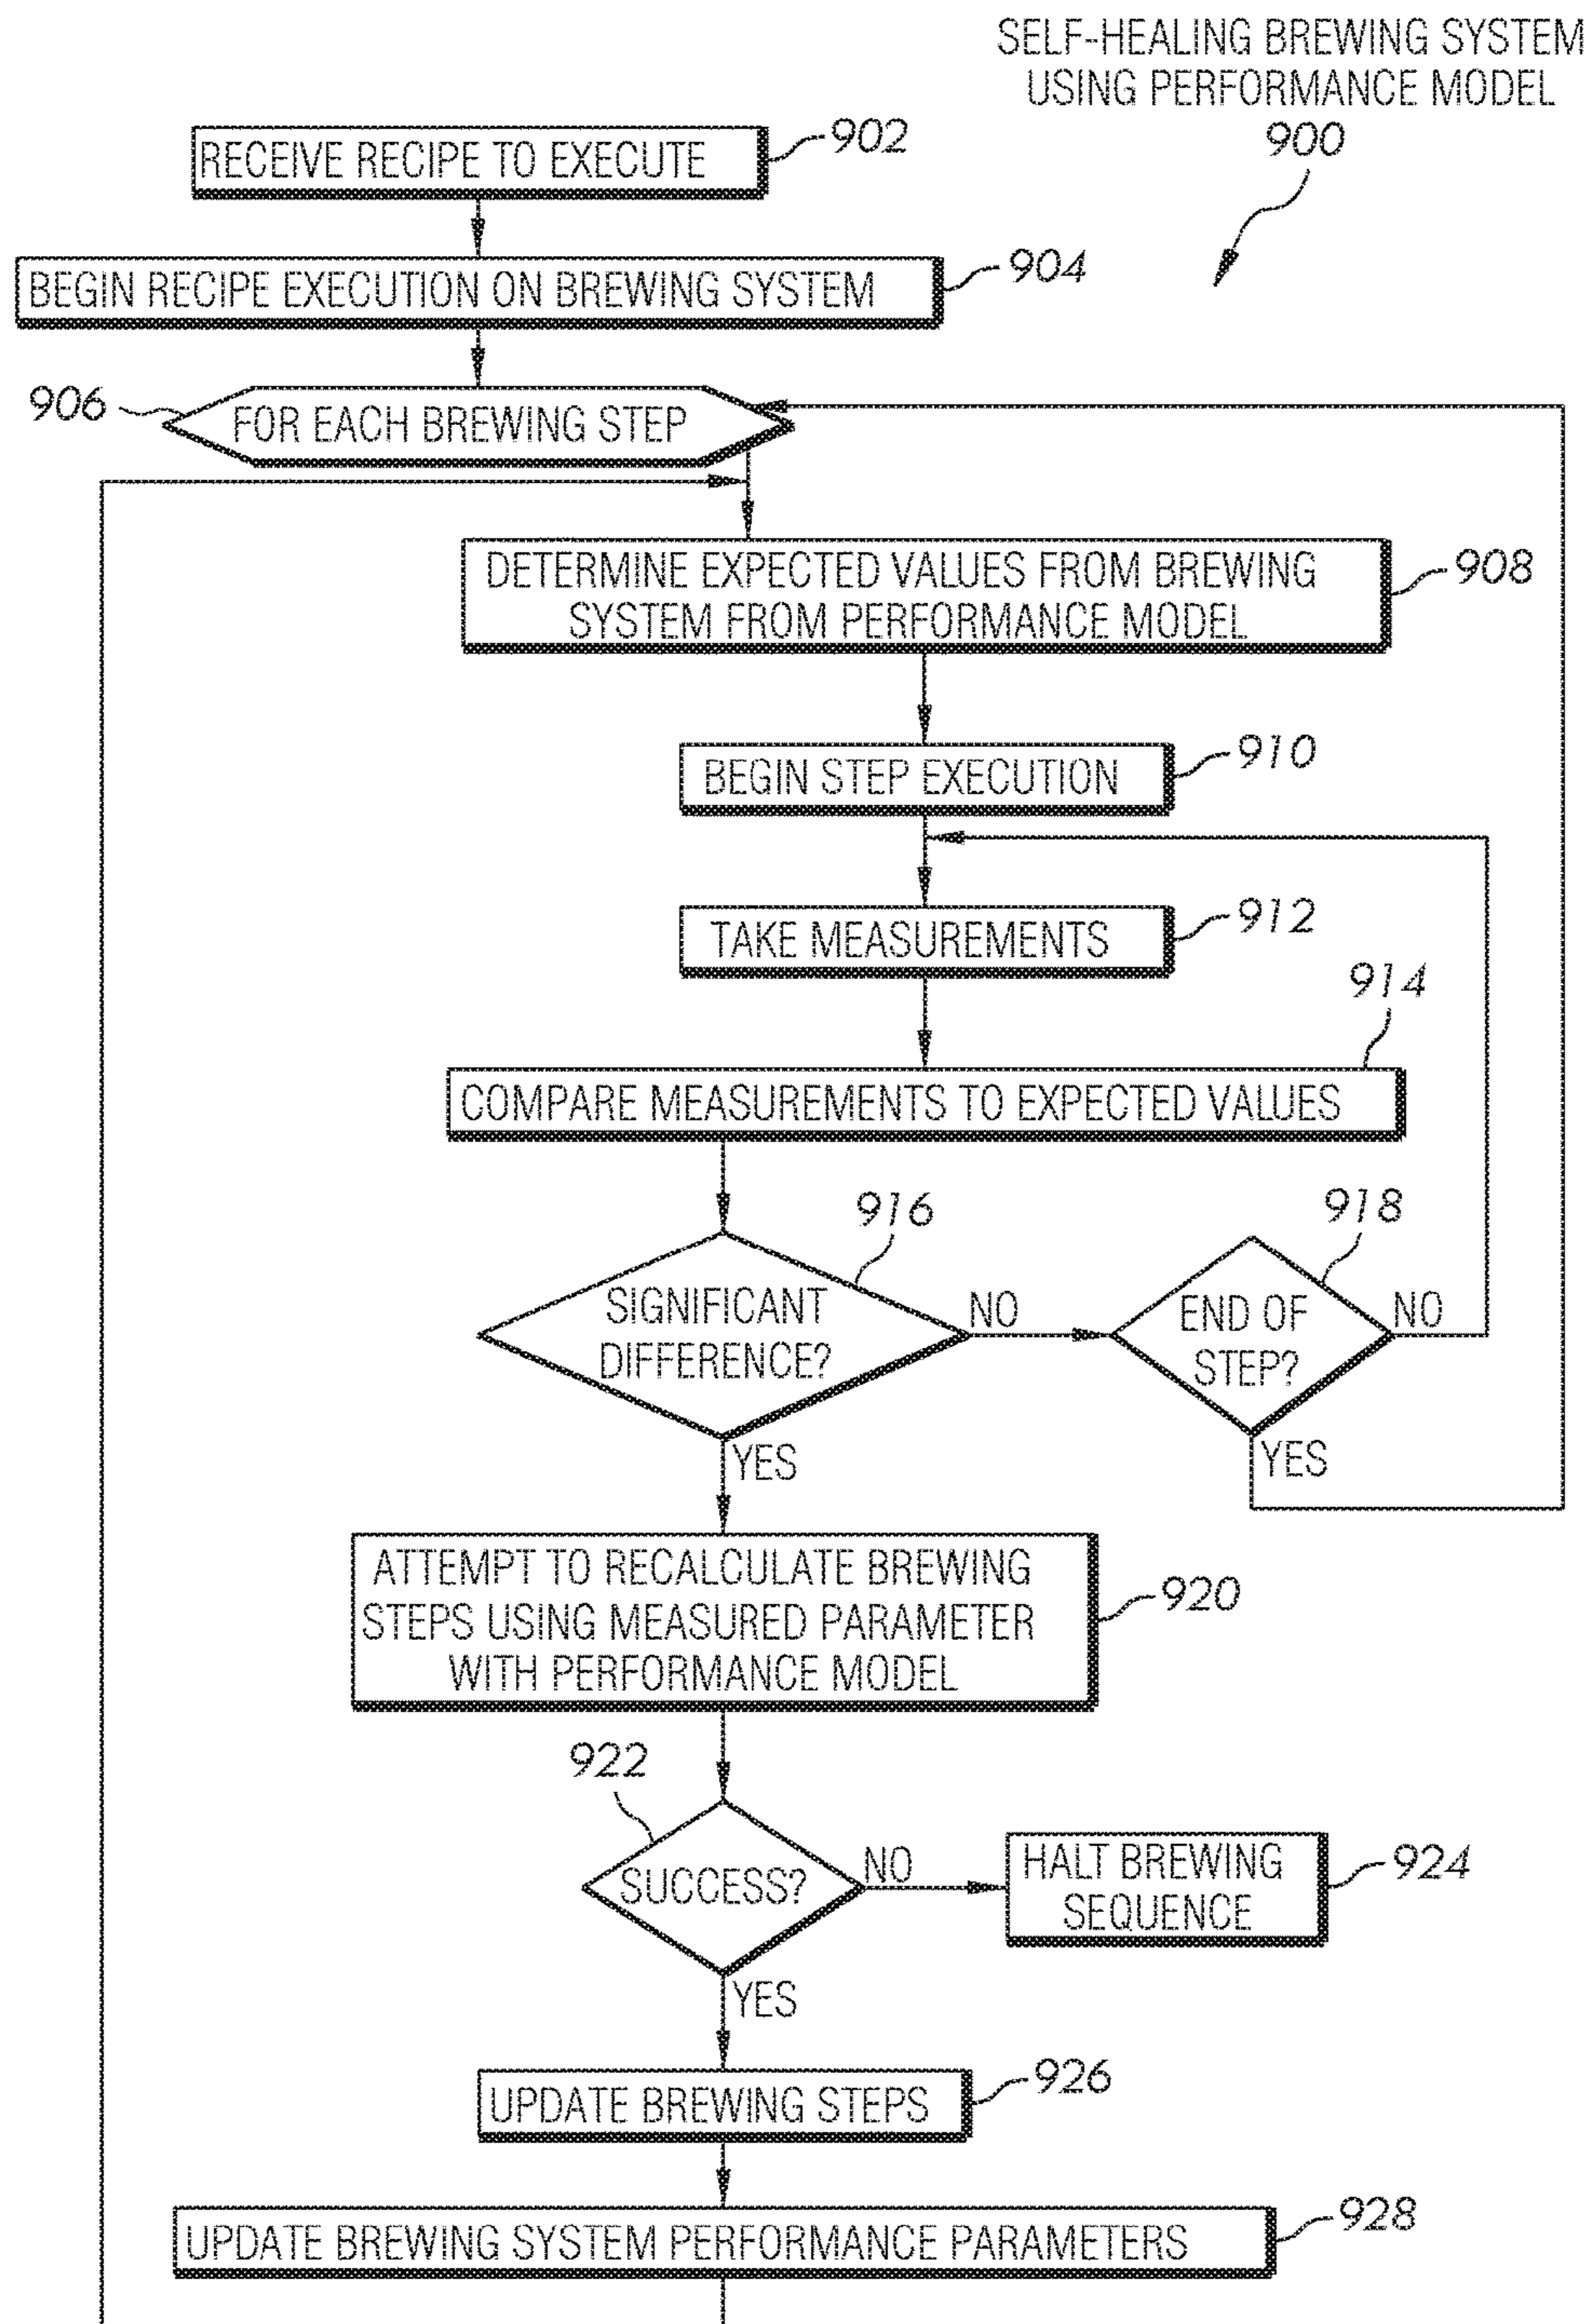 SELF-HEALING BREWING SYSTEM
USING PERFORMANCE MODEL
900
RECEIVE RECIPE TO EXECUTE
902
BEGIN RECIPE EXECUTION ON BREWING SYSTEM
904
906
FOR EACH BREWING STEP
DETERMINE EXPECTED VALUES FROM BREWING
SYSTEM FROM PERFORMANCE MODEL
908
BEGIN STEP EXECUTION
910
TAKE MEASUREMENTS
912
914
COMPARE MEASUREMENTS TO EXPECTED VALUES
916
SIGNIFICANT
DIFFERENCE?
NO
918
END OF
STEP?
NO
YES
YES
ATTEMPT TO RECALCULATE BREWING
STEPS USING MEASURED PARAMETER
WITH PERFORMANCE MODEL
920
922
SUCCESS?
NO
HALT BREWING
SEQUENCE
924
YES
UPDATE BREWING STEPS
926
UPDATE BREWING SYSTEM PERFORMANCE PARAMETERS
928